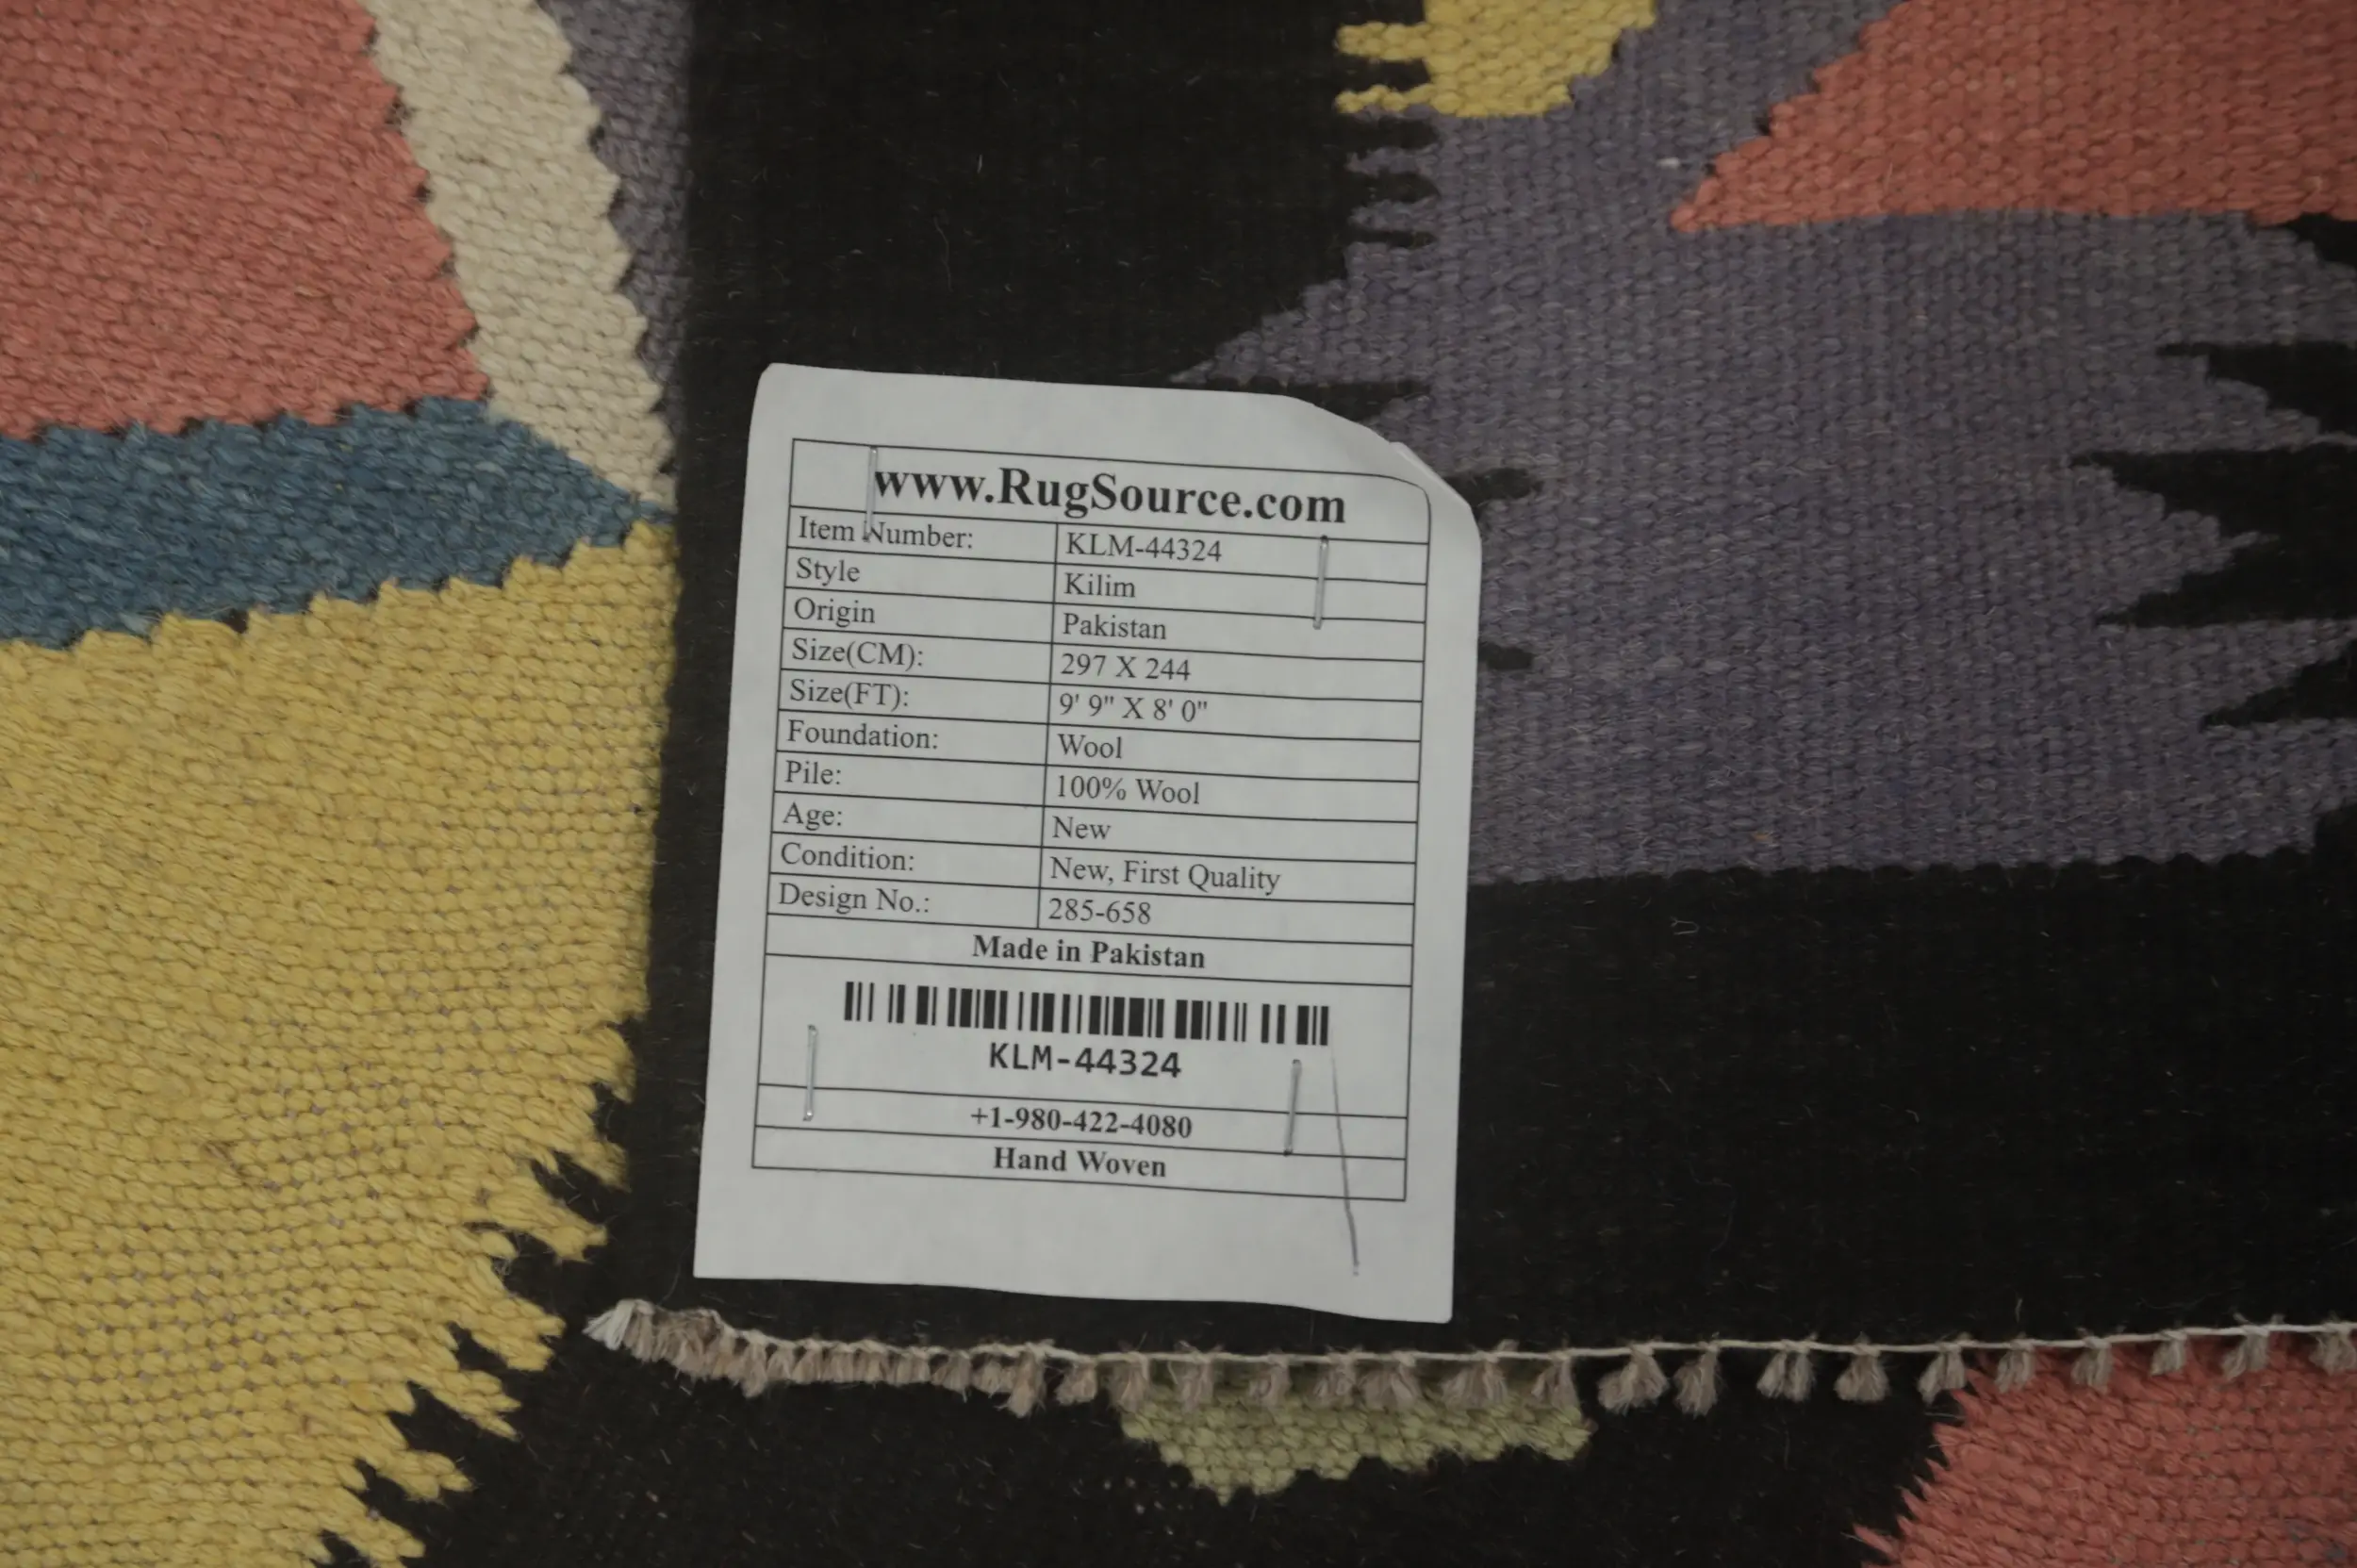 www.RugSource.com
Item Number: KLM-44324
Style Kilim
Origin Pakistan
Size(CM): 297 X 244
Size(FT): 9' 9" X 8' 0"
Foundation: Wool
Pile: 100% Wool
Age: New
Condition: New, First Quality
Design No.: 285-658
Made in Pakistan
KLM-44324
+1-980-422-4080
Hand Woven